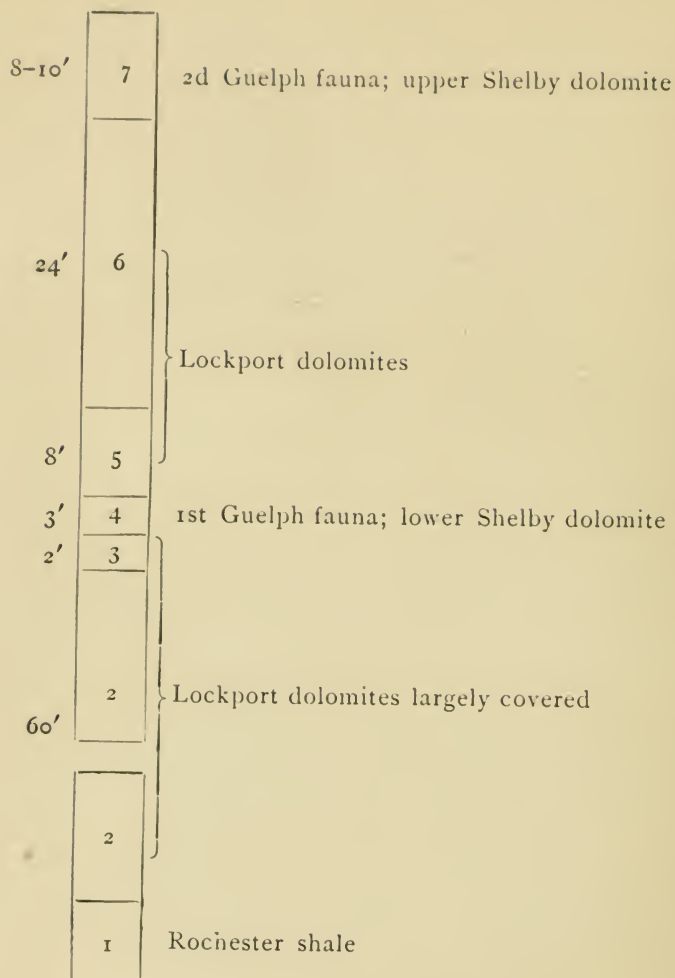 8–10′ 7 2d Guelph fauna; upper Shelby dolomite
24′ 6
Lockport dolomites
8′ 5
3′ 4 1st Guelph fauna; lower Shelby dolomite
2′ 3
2 Lockport dolomites largely covered
60′
2
1 Rochester shale